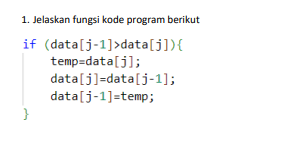 1. Jelaskan fungsi kode program berikut
if (data[j-1]>data[j]){
temp=data[j];
data[j]=data[j-1];
data[j-1]=temp;
}